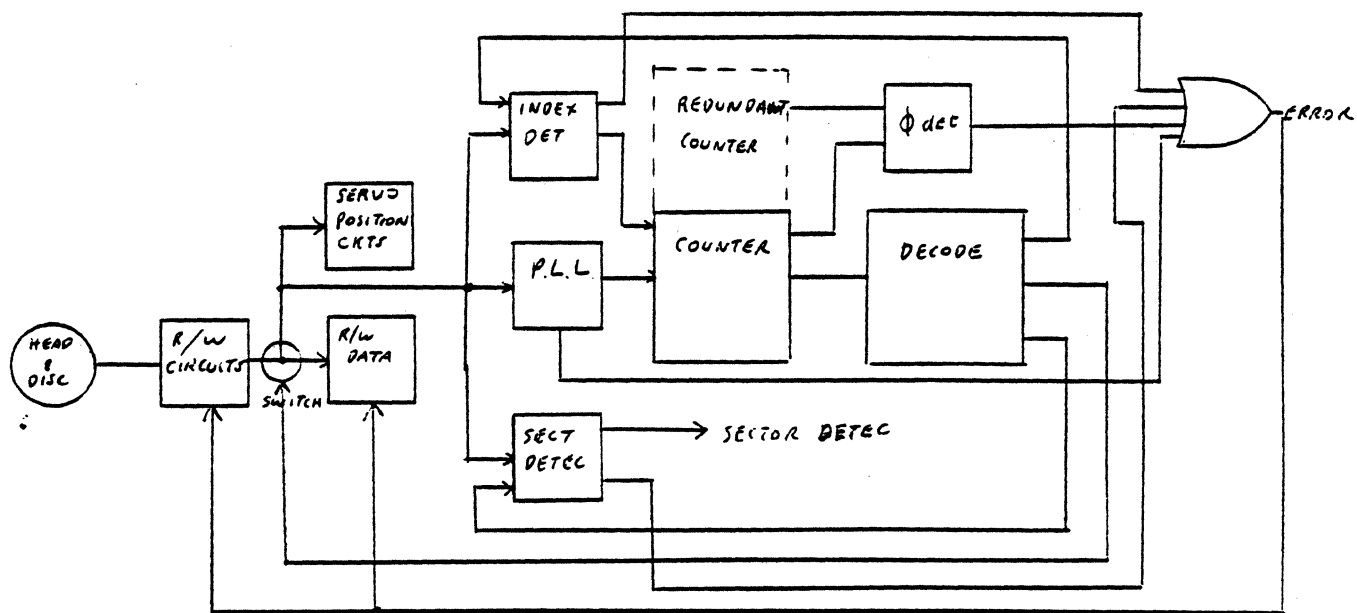 INDEX
DET
REDUNDANT
COUNTER
ϕ det
ERROR
SERVO
POSITION
CKTS
P.L.L.
COUNTER
DECODE
HEAD
&
DISC
R/W
CIRCUITS
SWITCH
R/W
DATA
SECT
DETEC
SECTOR DETEC